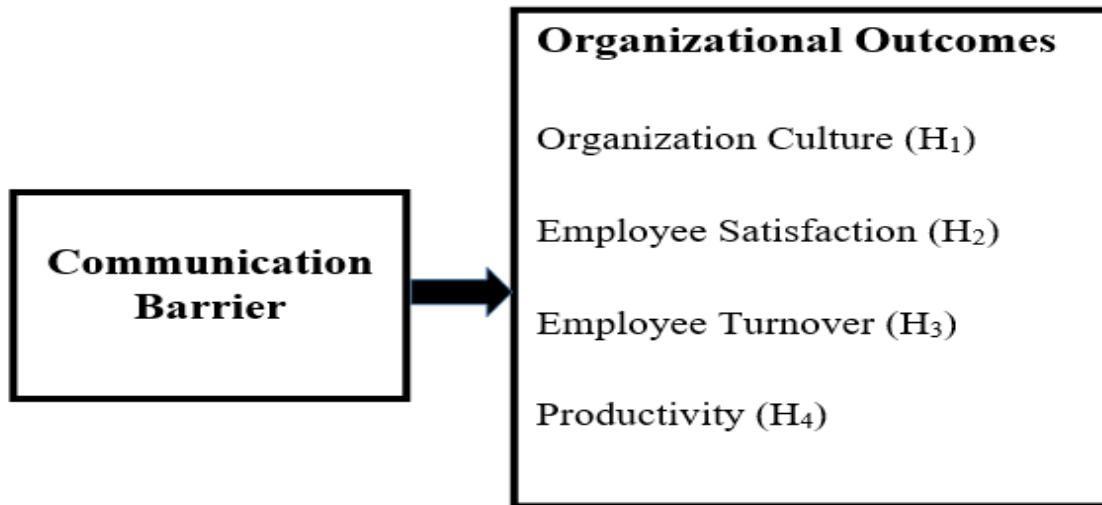 Communication
Barrier
Organizational Outcomes
Organization Culture (H₁)
Employee Satisfaction (H₂)
Employee Turnover (H₃)
Productivity (H₄)